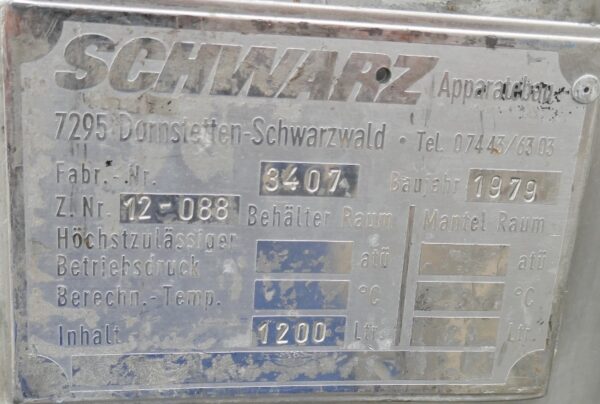 SCHWARZ Apparatebau
7295 Dornstetten-Schwarzwald · Tel. 07443/6303
Fabr.-Nr. 3407 Baujahr 1979
Z. Nr. 12-088 Behälter Raum Mantel Raum
Höchstzulässiger
Betriebsdruck atü atü
Berechn.-Temp. °C °C
Inhalt 1200 Ltr. Ltr.